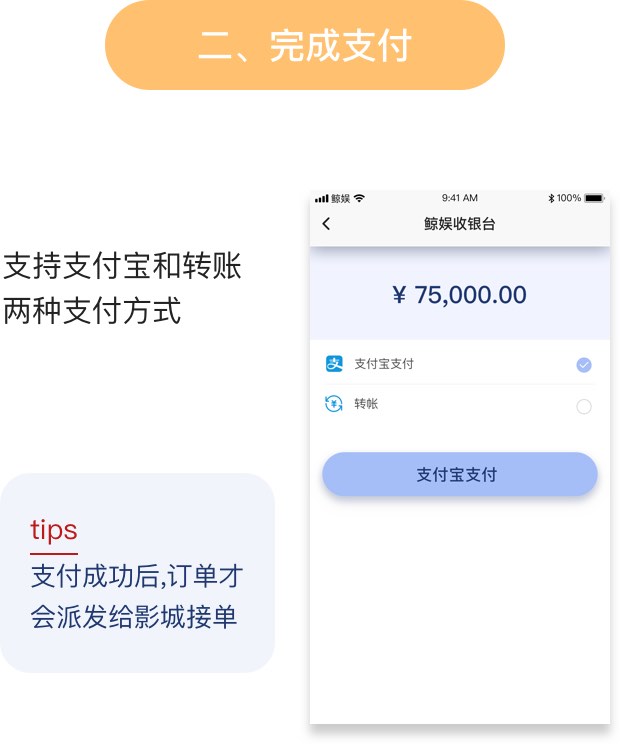 二、完成支付
支持支付宝和转账
两种支付方式
tips
支付成功后,订单才
会派发给影城接单
鲸娱
9:41 AM
100%
鲸娱收银台
¥ 75,000.00
支
支付宝支付
¥
转帐
支付宝支付